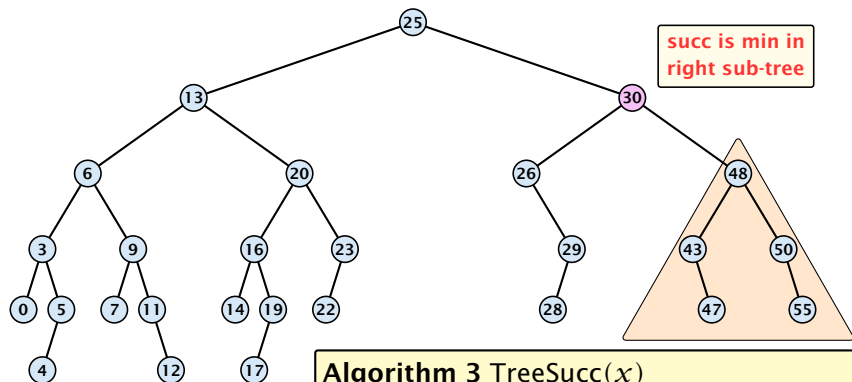 25
succ is min in
right sub-tree
13 30
6 20 26 48
3 9 16 23 29 43 50
0 5 7 11 14 19 22 28 47 55
4 12 17
Algorithm 3 TreeSucc(x)